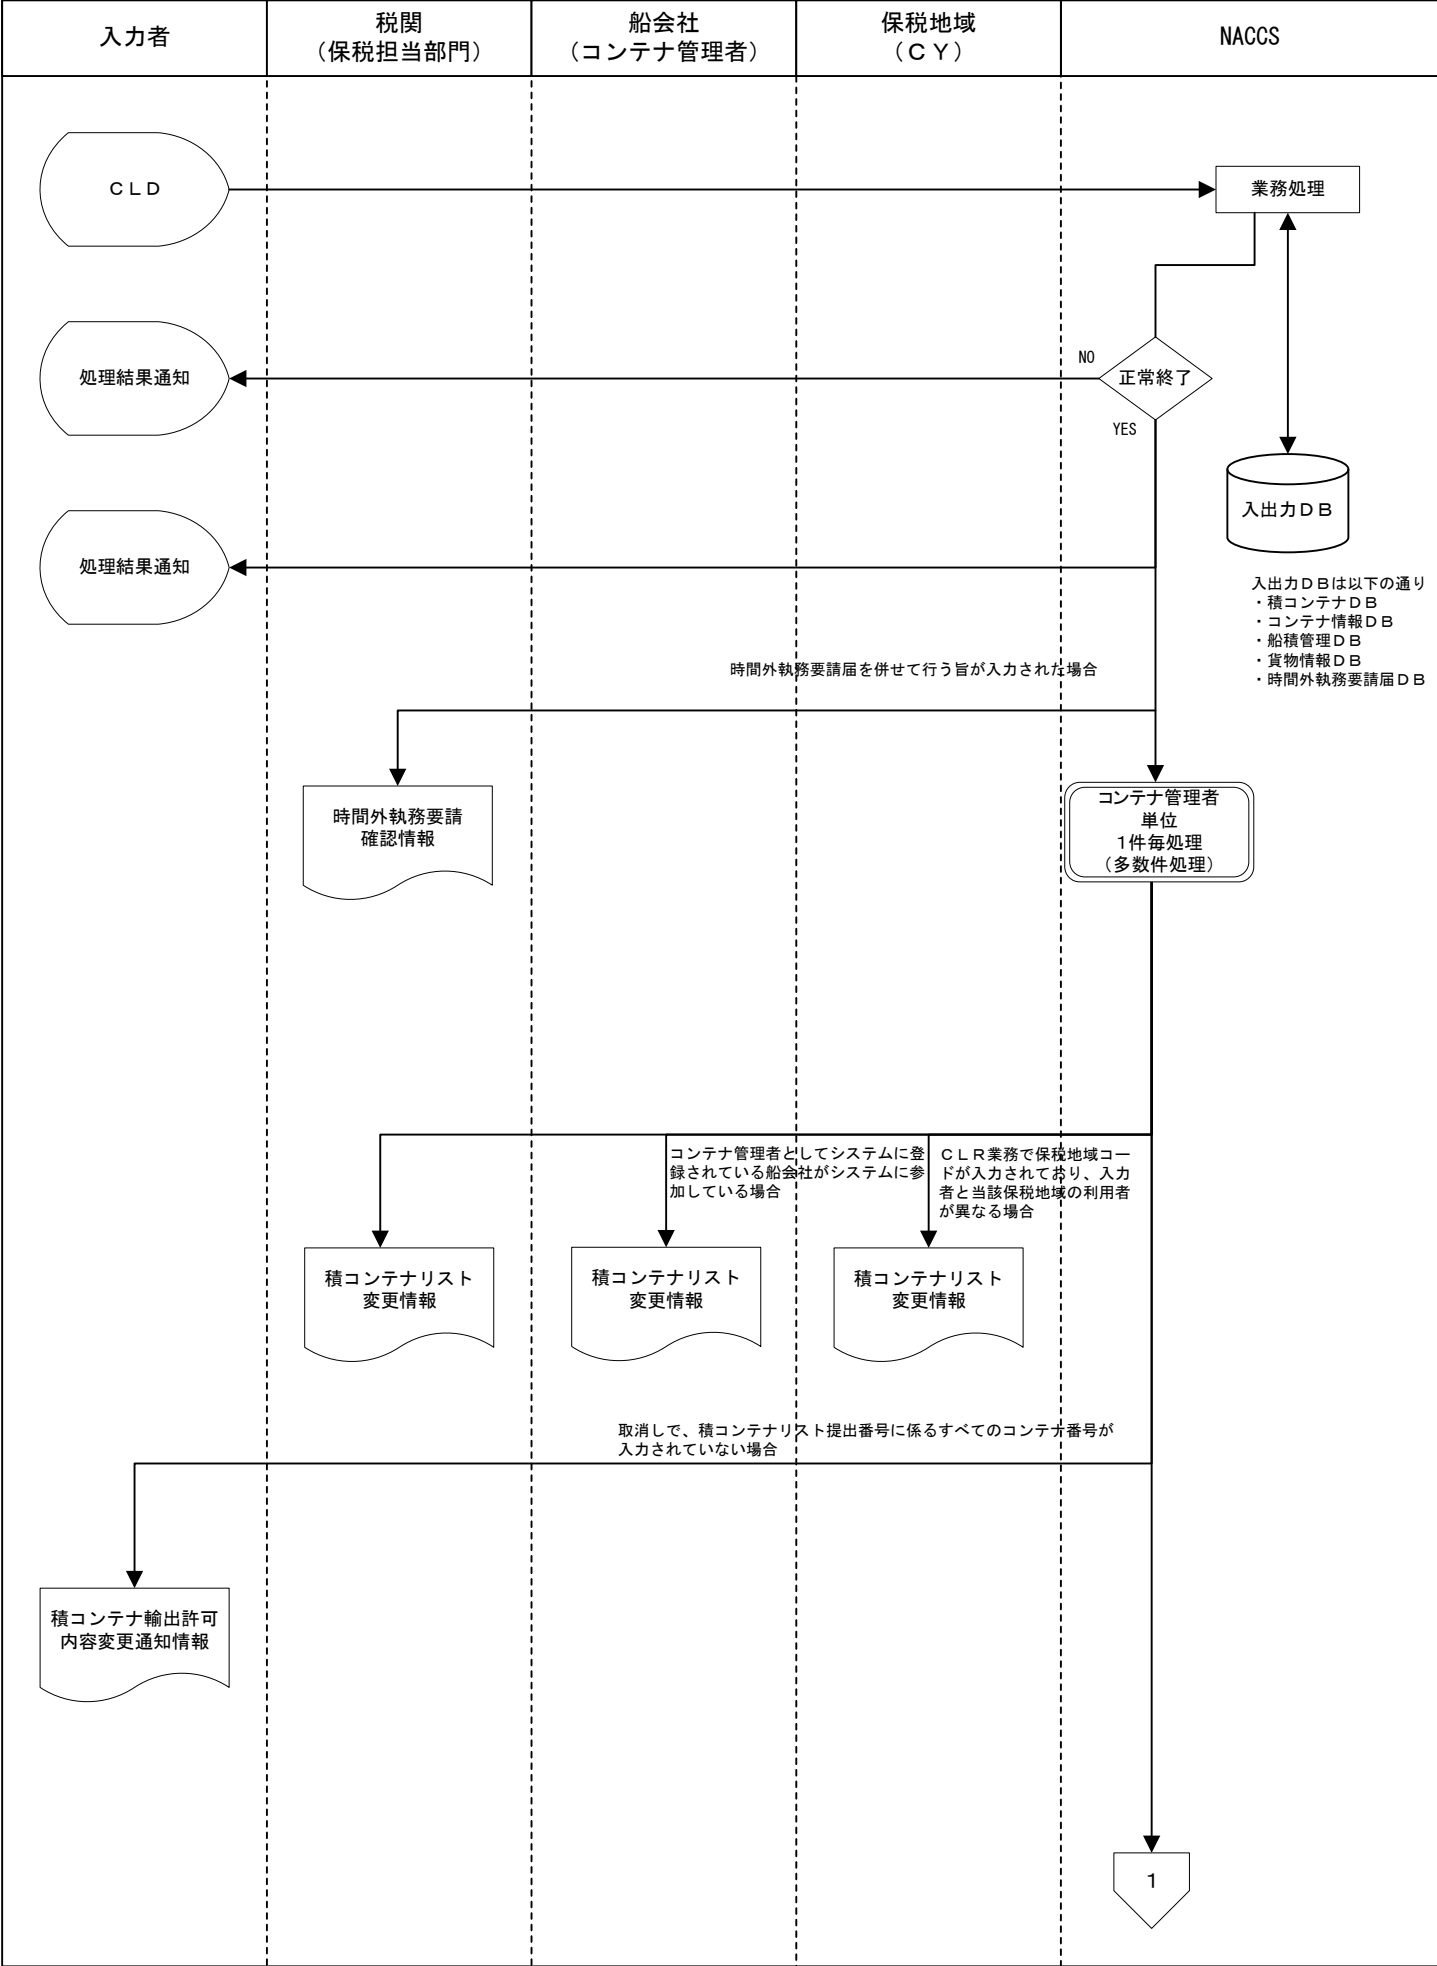 入力者
税関
（保税担当部門）
船会社
（コンテナ管理者）
保税地域
（ＣＹ）
NACCS
ＣＬＤ
業務処理
処理結果通知
NO
正常終了
YES
入出力ＤＢ
処理結果通知
入出力ＤＢは以下の通り
・積コンテナＤＢ
・コンテナ情報ＤＢ
・船積管理ＤＢ
・貨物情報ＤＢ
・時間外執務要請届ＤＢ
時間外執務要請届を併せて行う旨が入力された場合
時間外執務要請
確認情報
コンテナ管理者
単位
1件毎処理
（多数件処理）
コンテナ管理者としてシステムに登
録されている船会社がシステムに参
加している場合
ＣＬＲ業務で保税地域コー
ドが入力されており、入力
者と当該保税地域の利用者
が異なる場合
積コンテナリスト
変更情報
積コンテナリスト
変更情報
積コンテナリスト
変更情報
取消しで、積コンテナリスト提出番号に係るすべてのコンテナ番号が
入力されていない場合
積コンテナ輸出許可
内容変更通知情報
1